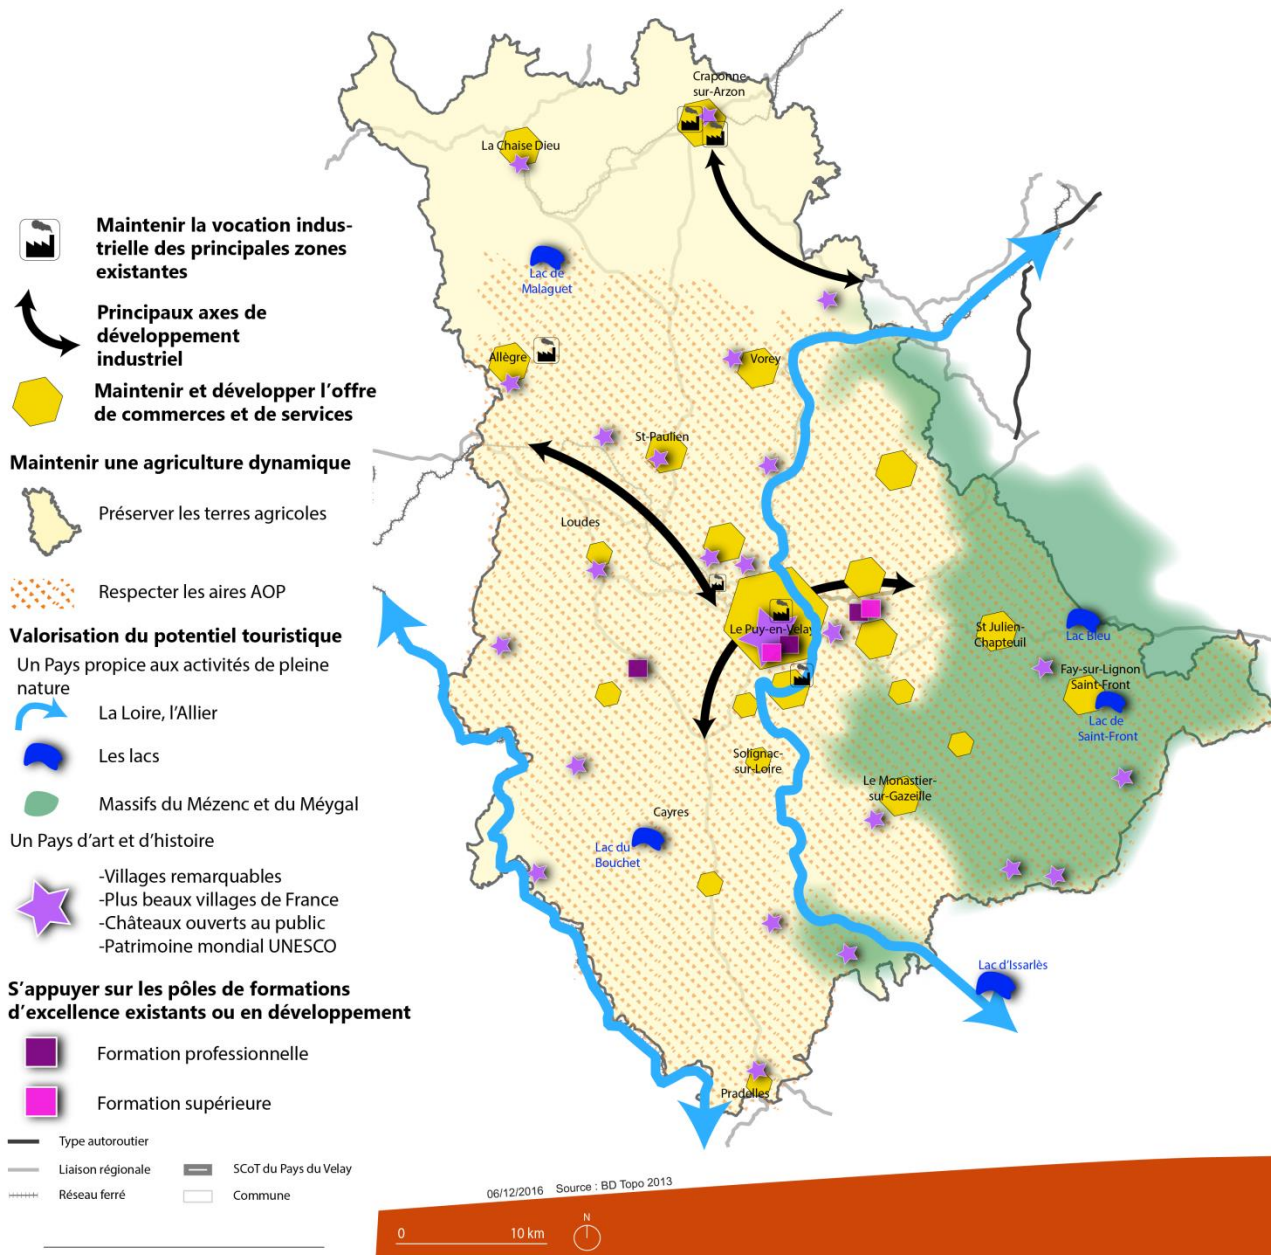 Maintenir la vocation indus-
trielle des principales zones
existantes
Principaux axes de
développement
industriel
Maintenir et développer l’offre
de commerces et de services
Maintenir une agriculture dynamique
Préserver les terres agricoles
Respecter les aires AOP
Valorisation du potentiel touristique
Un Pays propice aux activités de pleine
nature
La Loire, l’Allier
Les lacs
Massifs du Mézenc et du Méygal
Un Pays d’art et d’histoire
-Villages remarquables
-Plus beaux villages de France
-Châteaux ouverts au public
-Patrimoine mondial UNESCO
S’appuyer sur les pôles de formations
d’excellence existants ou en développement
Formation professionnelle
Formation supérieure
Type autoroutier
Liaison régionale
SCoT du Pays du Velay
Réseau ferré
Commune
Craponne-
sur-Arzon
La Chaise Dieu
Lac de
Malaguet
Allègre
Vorey
St-Paulien
Loudes
Le Puy-en-Velay
St Julien-
Chapteuil
Lac Bleu
Fay-sur-Lignon
Saint-Front
Lac de
Saint-Front
Solignac-
sur-Loire
Le Monastier-
sur-Gazeille
Cayres
Lac du
Bouchet
Lac d’Issarlès
Pradelles
06/12/2016 Source : BD Topo 2013
0 10 km
N